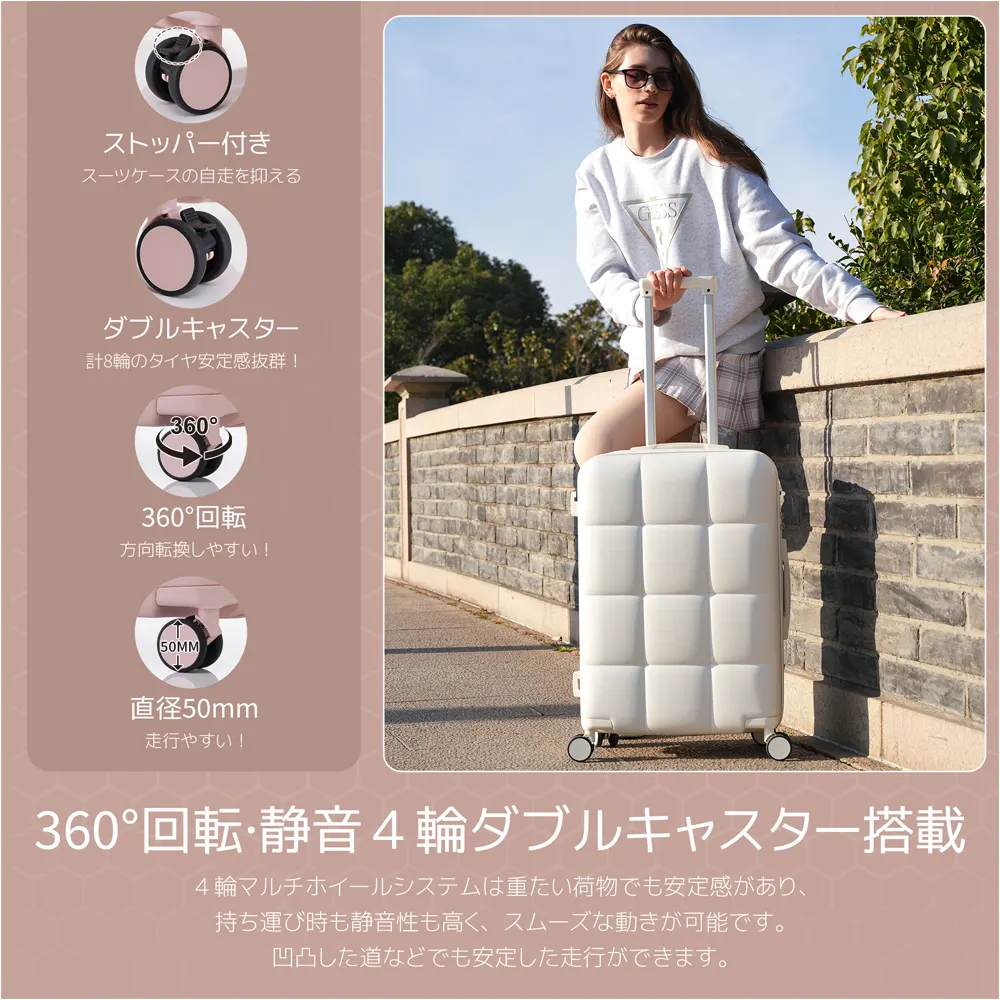 ストッパー付き
スーツケースの自走を抑える
ダブルキャスター
計8輪のタイヤ安定感抜群！
360°
360°回転
方向転換しやすい！
50MM
直径50mm
走行やすい！
GESS
360°回転·静音４輪ダブルキャスター搭載
４輪マルチホイールシステムは重たい荷物でも安定感があり、
持ち運び時も静音性も高く、スムーズな動きが可能です。
凹凸した道などでも安定した走行ができます。